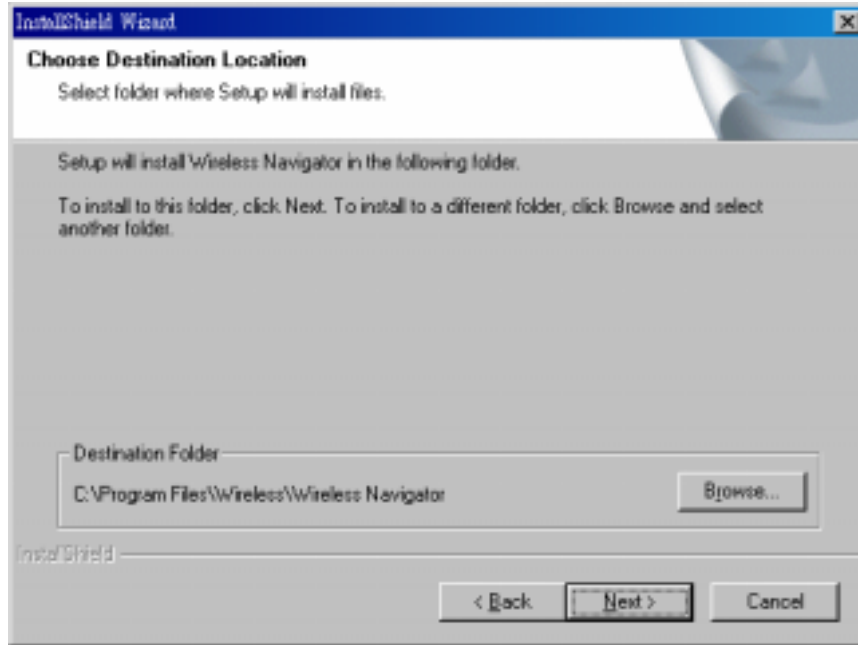 InstallShield Wizard
Choose Destination Location
Select folder where Setup will install files.
Setup will install Wireless Navigator in the following folder.
To install to this folder, click Next. To install to a different folder, click Browse and select
another folder.
Destination Folder
C:\Program Files\Wireless\Wireless Navigator
Browse...
InstallShield
< Back
Next >
Cancel